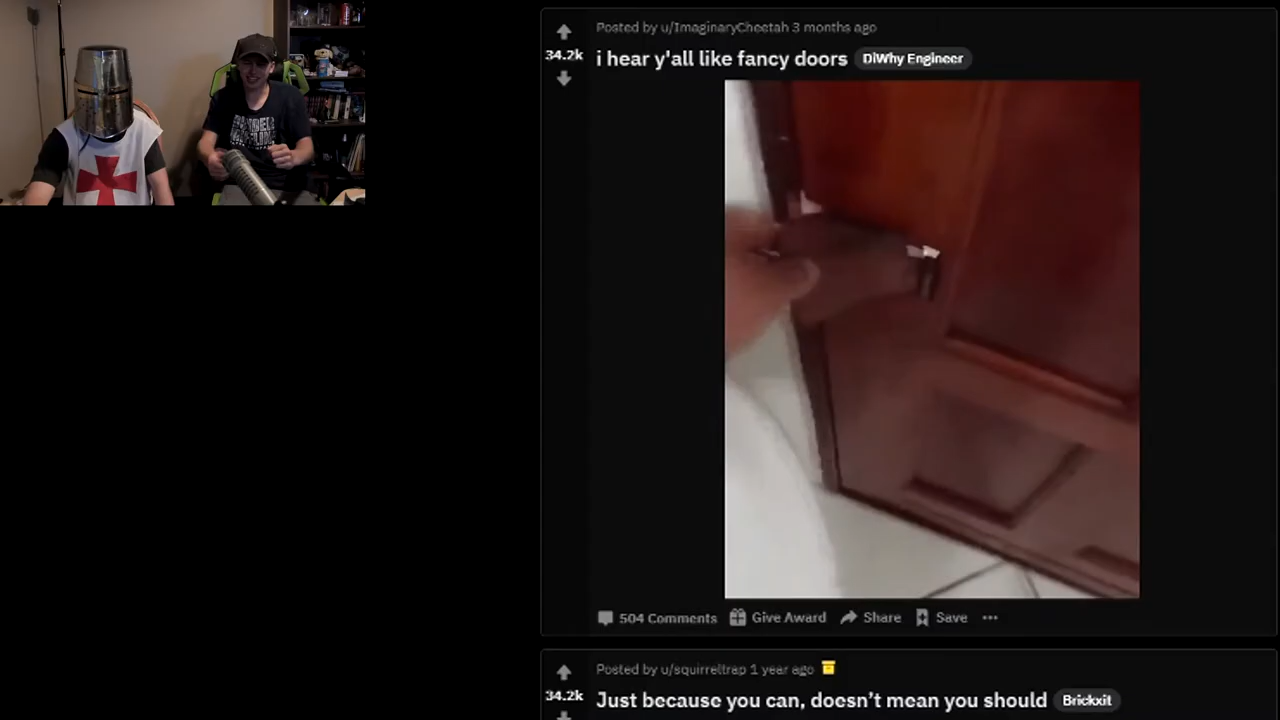 Posted by u/ImaginaryCheetah 3 months ago
34.2k
i hear y'all like fancy doors DiWhy Engineer
504 Comments Give Award Share Save ...
Posted by u/squirreltrap 1 year ago
34.2k
Just because you can, doesn’t mean you should Brickxit